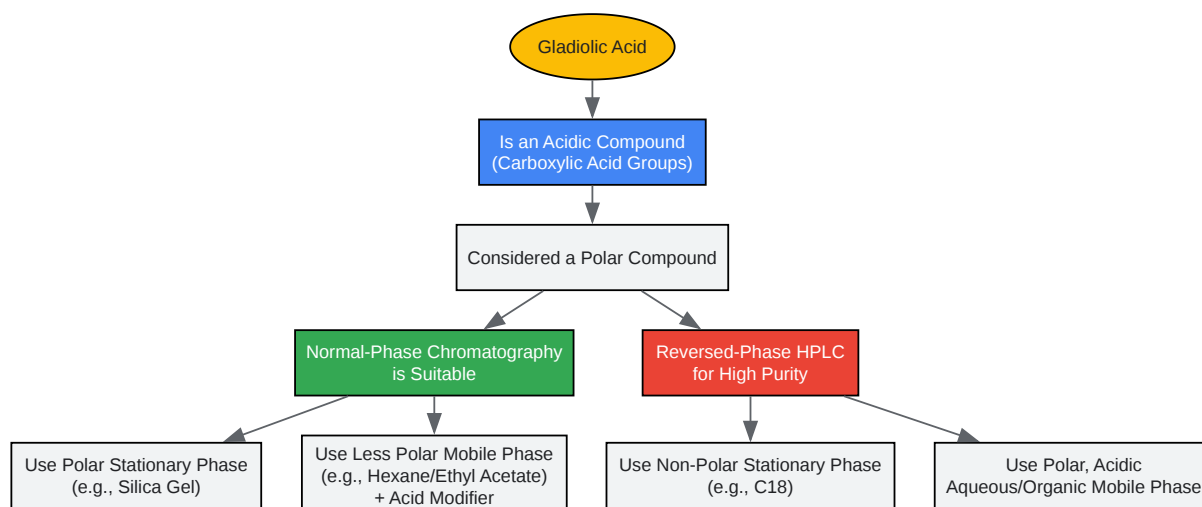 Gladiolic Acid
Is an Acidic Compound
(Carboxylic Acid Groups)
Considered a Polar Compound
Normal-Phase Chromatography
is Suitable
Reversed-Phase HPLC
for High Purity
Use Polar Stationary Phase
(e.g., Silica Gel)
Use Less Polar Mobile Phase
(e.g., Hexane/Ethyl Acetate)
+ Acid Modifier
Use Non-Polar Stationary Phase
(e.g., C18)
Use Polar, Acidic
Aqueous/Organic Mobile Phase